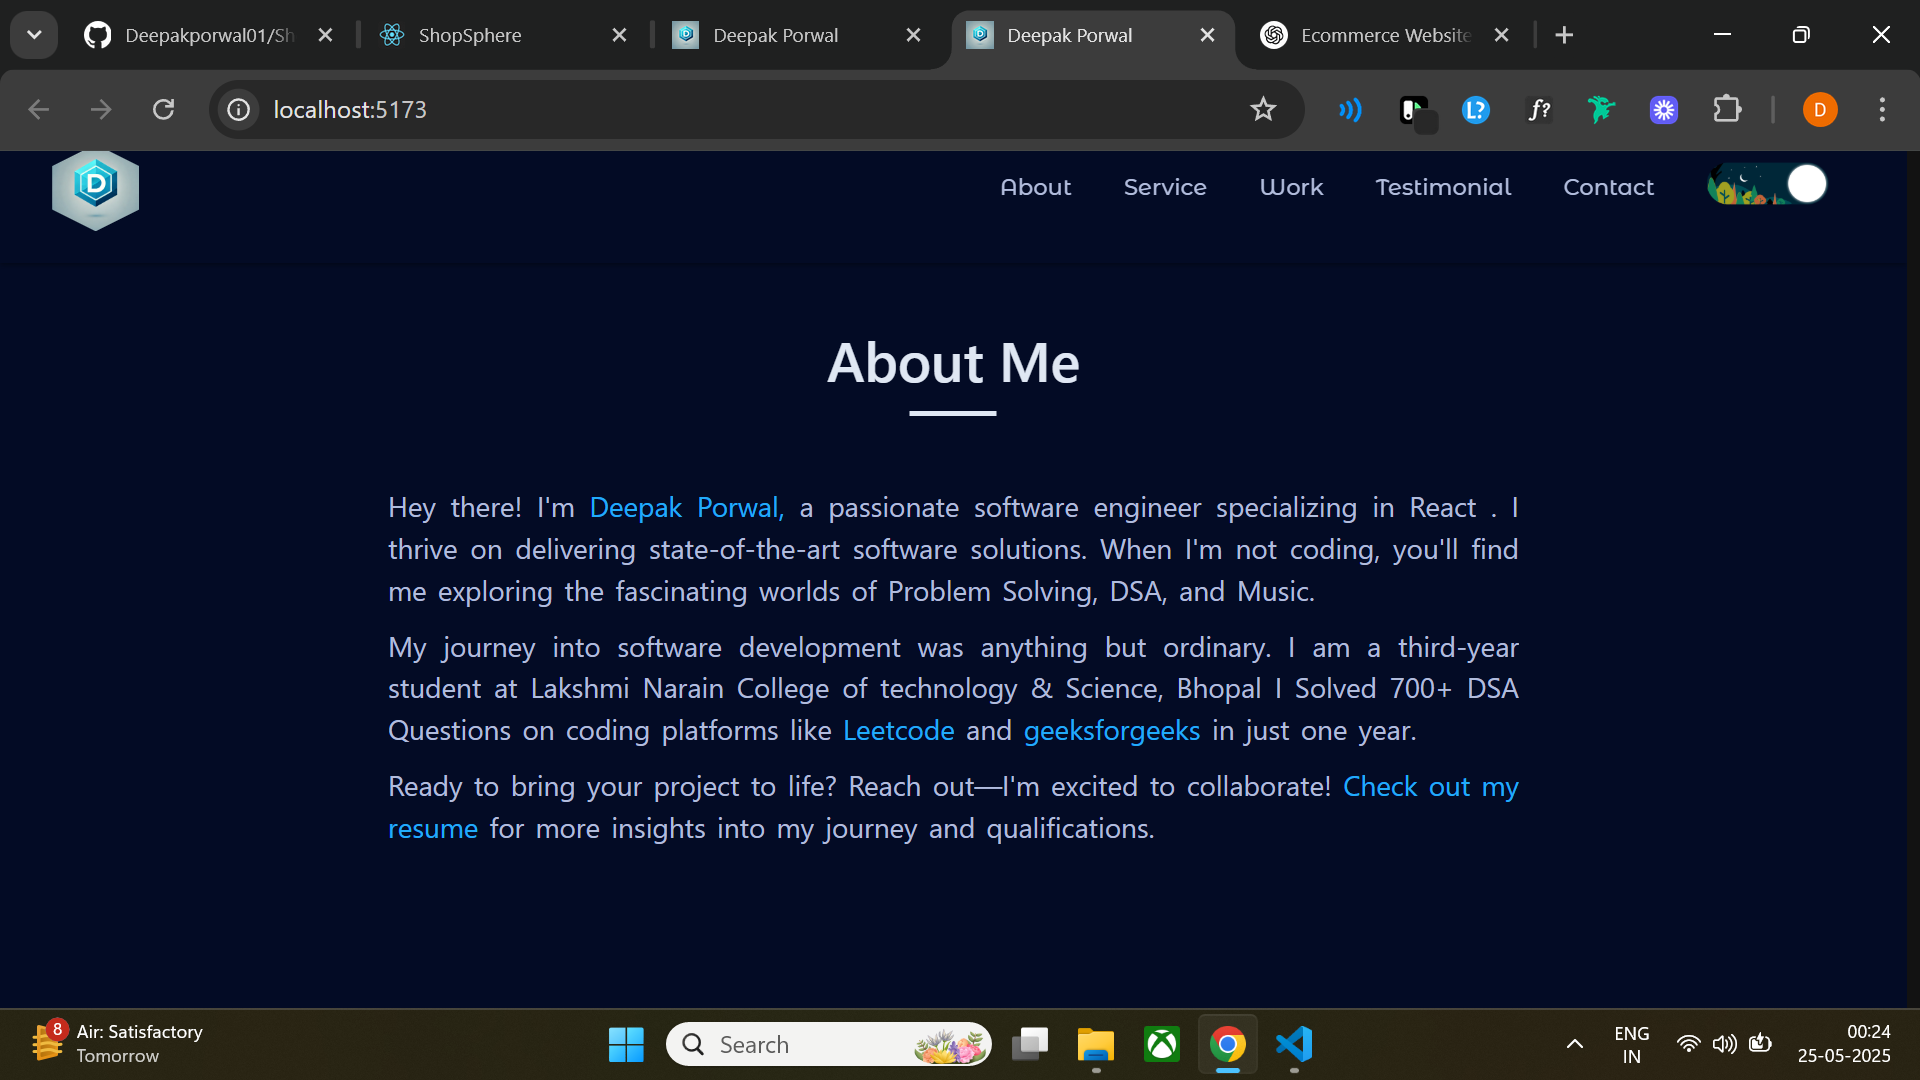 Deepakporwal01/Sh
ShopSphere
Deepak Porwal
Deepak Porwal
Ecommerce Website
localhost:5173
L?
f?
D
D
About
Service
Work
Testimonial
Contact
About Me
Hey there! I'm Deepak Porwal, a passionate software engineer specializing in React . I
thrive on delivering state-of-the-art software solutions. When I'm not coding, you'll find
me exploring the fascinating worlds of Problem Solving, DSA, and Music.
My journey into software development was anything but ordinary. I am a third-year
student at Lakshmi Narain College of technology & Science, Bhopal I Solved 700+ DSA
Questions on coding platforms like Leetcode and geeksforgeeks in just one year.
Ready to bring your project to life? Reach out—I'm excited to collaborate! Check out my
resume for more insights into my journey and qualifications.
8
Air: Satisfactory
Tomorrow
Search
ENG
IN
00:24
25-05-2025